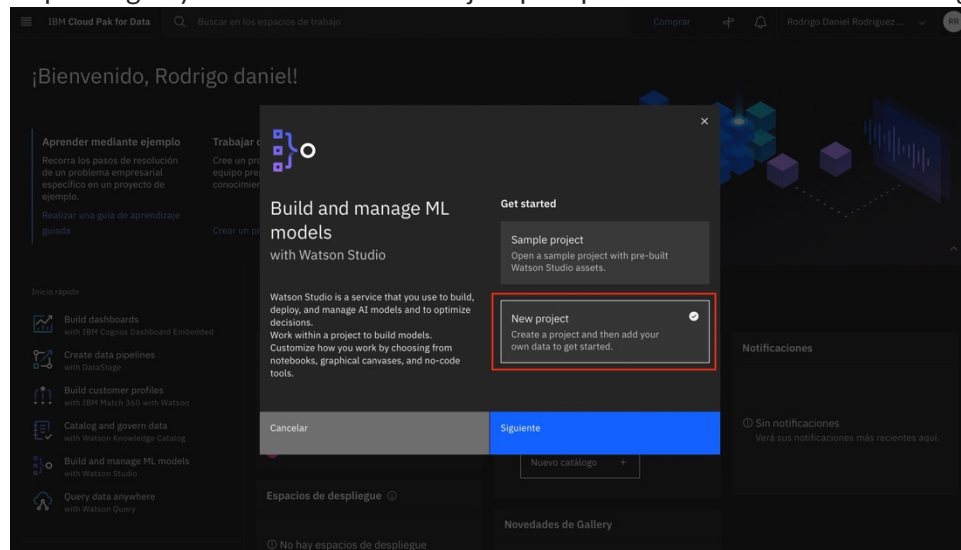 IBM Cloud Pak for Data
Buscar en los espacios de trabajo
Comprar
Rodrigo Daniel Rodriguez ...
RR
¡Bienvenido, Rodrigo daniel!
Aprender mediante ejemplo
Recorra los pasos de resolución
de un problema empresarial
específico en un proyecto de
ejemplo.
Realizar una guía de aprendizaje
guiada
Trabajar
Cree un
equipo
Crear un
Build and manage ML
models
with Watson Studio
Watson Studio is a service that you use to build,
deploy, and manage AI models and to optimize
decisions.
Work within a project to build models.
Customize how you work by choosing from
notebooks, graphical canvases, and no-code
tools.
Get started
Sample project
Open a sample project with pre-built
Watson Studio assets.
New project
Create a project and then add your
own data to get started.
Cancelar
Siguiente
Inicio rápido
Build dashboards
with IBM Cognos Dashboard Embedded
Create data pipelines
with DataStage
Build customer profiles
with IBM Match 360 with Watson
Catalog and govern data
with Watson Knowledge Catalog
Build and manage ML models
with Watson Studio
Query data anywhere
with Watson Query
Nuevo catálogo +
Espacios de despliegue
No hay espacios de despliegue
Novedades de Gallery
Notificaciones
Sin notificaciones
Verá sus notificaciones más recientes aquí.